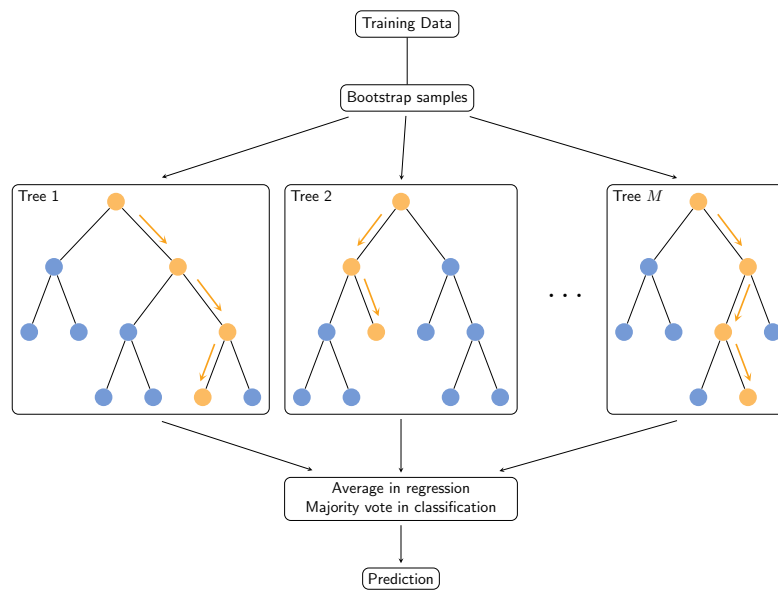 Training Data
Bootstrap samples
Tree 1
Tree 2
Tree M
...
Average in regression
Majority vote in classification
Prediction